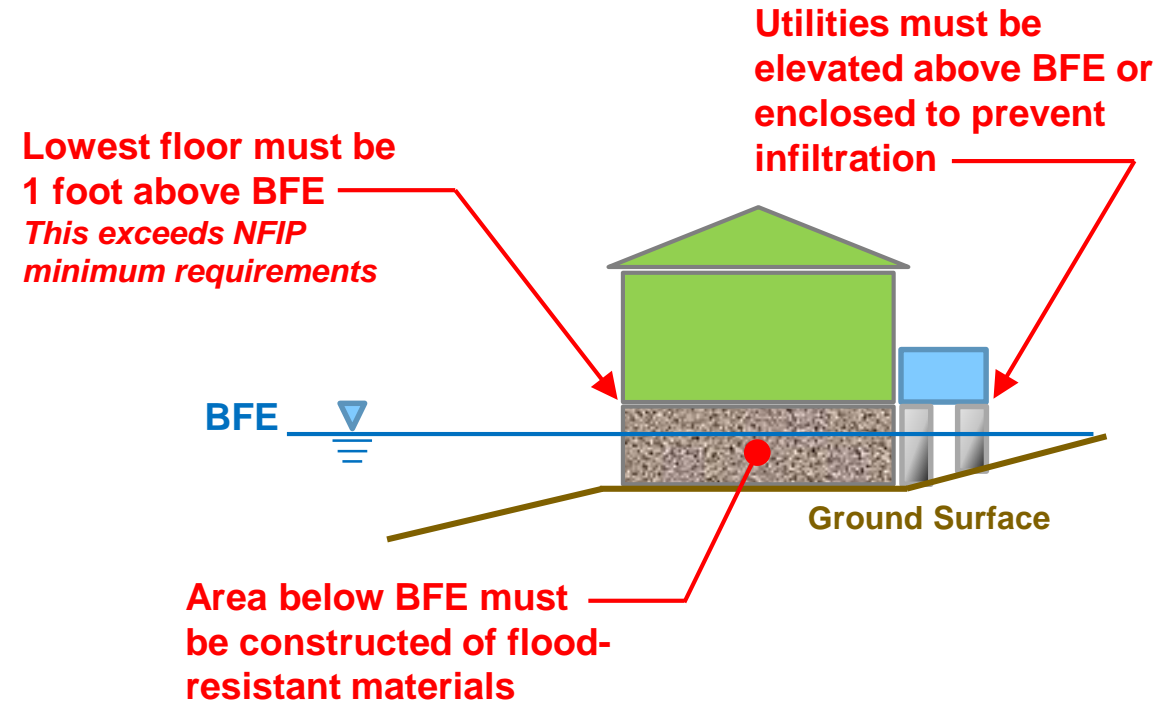 Utilities must be
elevated above BFE or
enclosed to prevent
infiltration
Lowest floor must be
1 foot above BFE
This exceeds NFIP
minimum requirements
BFE
Ground Surface
Area below BFE must
be constructed of flood-
resistant materials